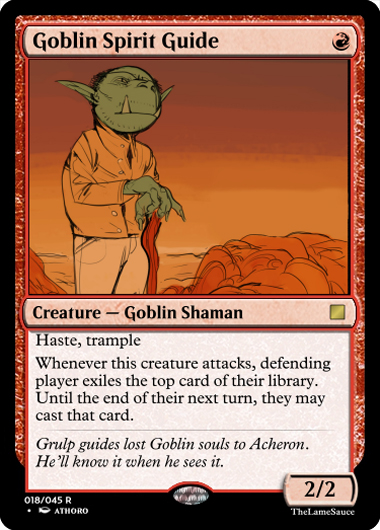 Goblin Spirit Guide
Creature — Goblin Shaman
Haste, trample
Whenever this creature attacks, defending
player exiles the top card of their library.
Until the end of their next turn, they may
cast that card.
Grulp guides lost Goblin souls to Acheron.
He'll know it when he sees it.
2/2
018/045 R
• ATHORO
TheLameSauce